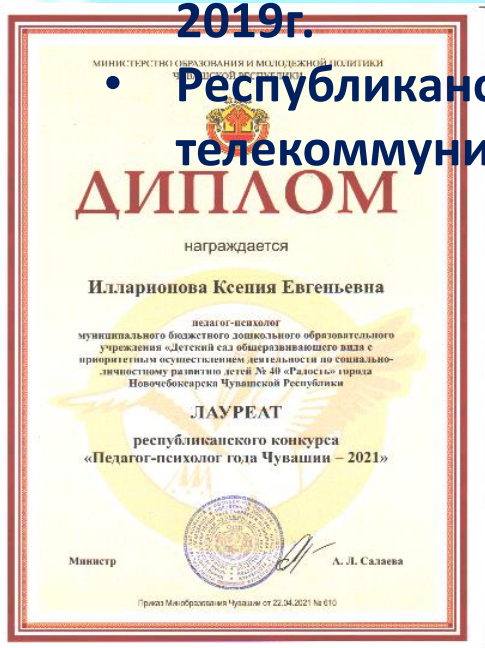 2019г.
МИНИСТЕРСТВО ОБРАЗОВАНИЯ И МОЛОДЕЖНОЙ ПОЛИТИКИ
ЧУВАШСКОЙ РЕСПУБЛИКИ
• Республиканс
телекоммуни
ДИПЛОМ
награждается
Илларионова Ксения Евгеньевна
педагог-психолог
муниципального бюджетного дошкольного образовательного
учреждения «Детский сад общеразвивающего вида с
приоритетным осуществлением деятельности по социально-
личностному развитию детей № 40 «Радость» города
Новочебоксарска Чувашской Республики
ЛАУРЕАТ
республиканского конкурса
«Педагог-психолог года Чувашии – 2021»
Министр
А. Л. Салаева
Приказ Минобразования Чувашии от 22.04.2021 № 610